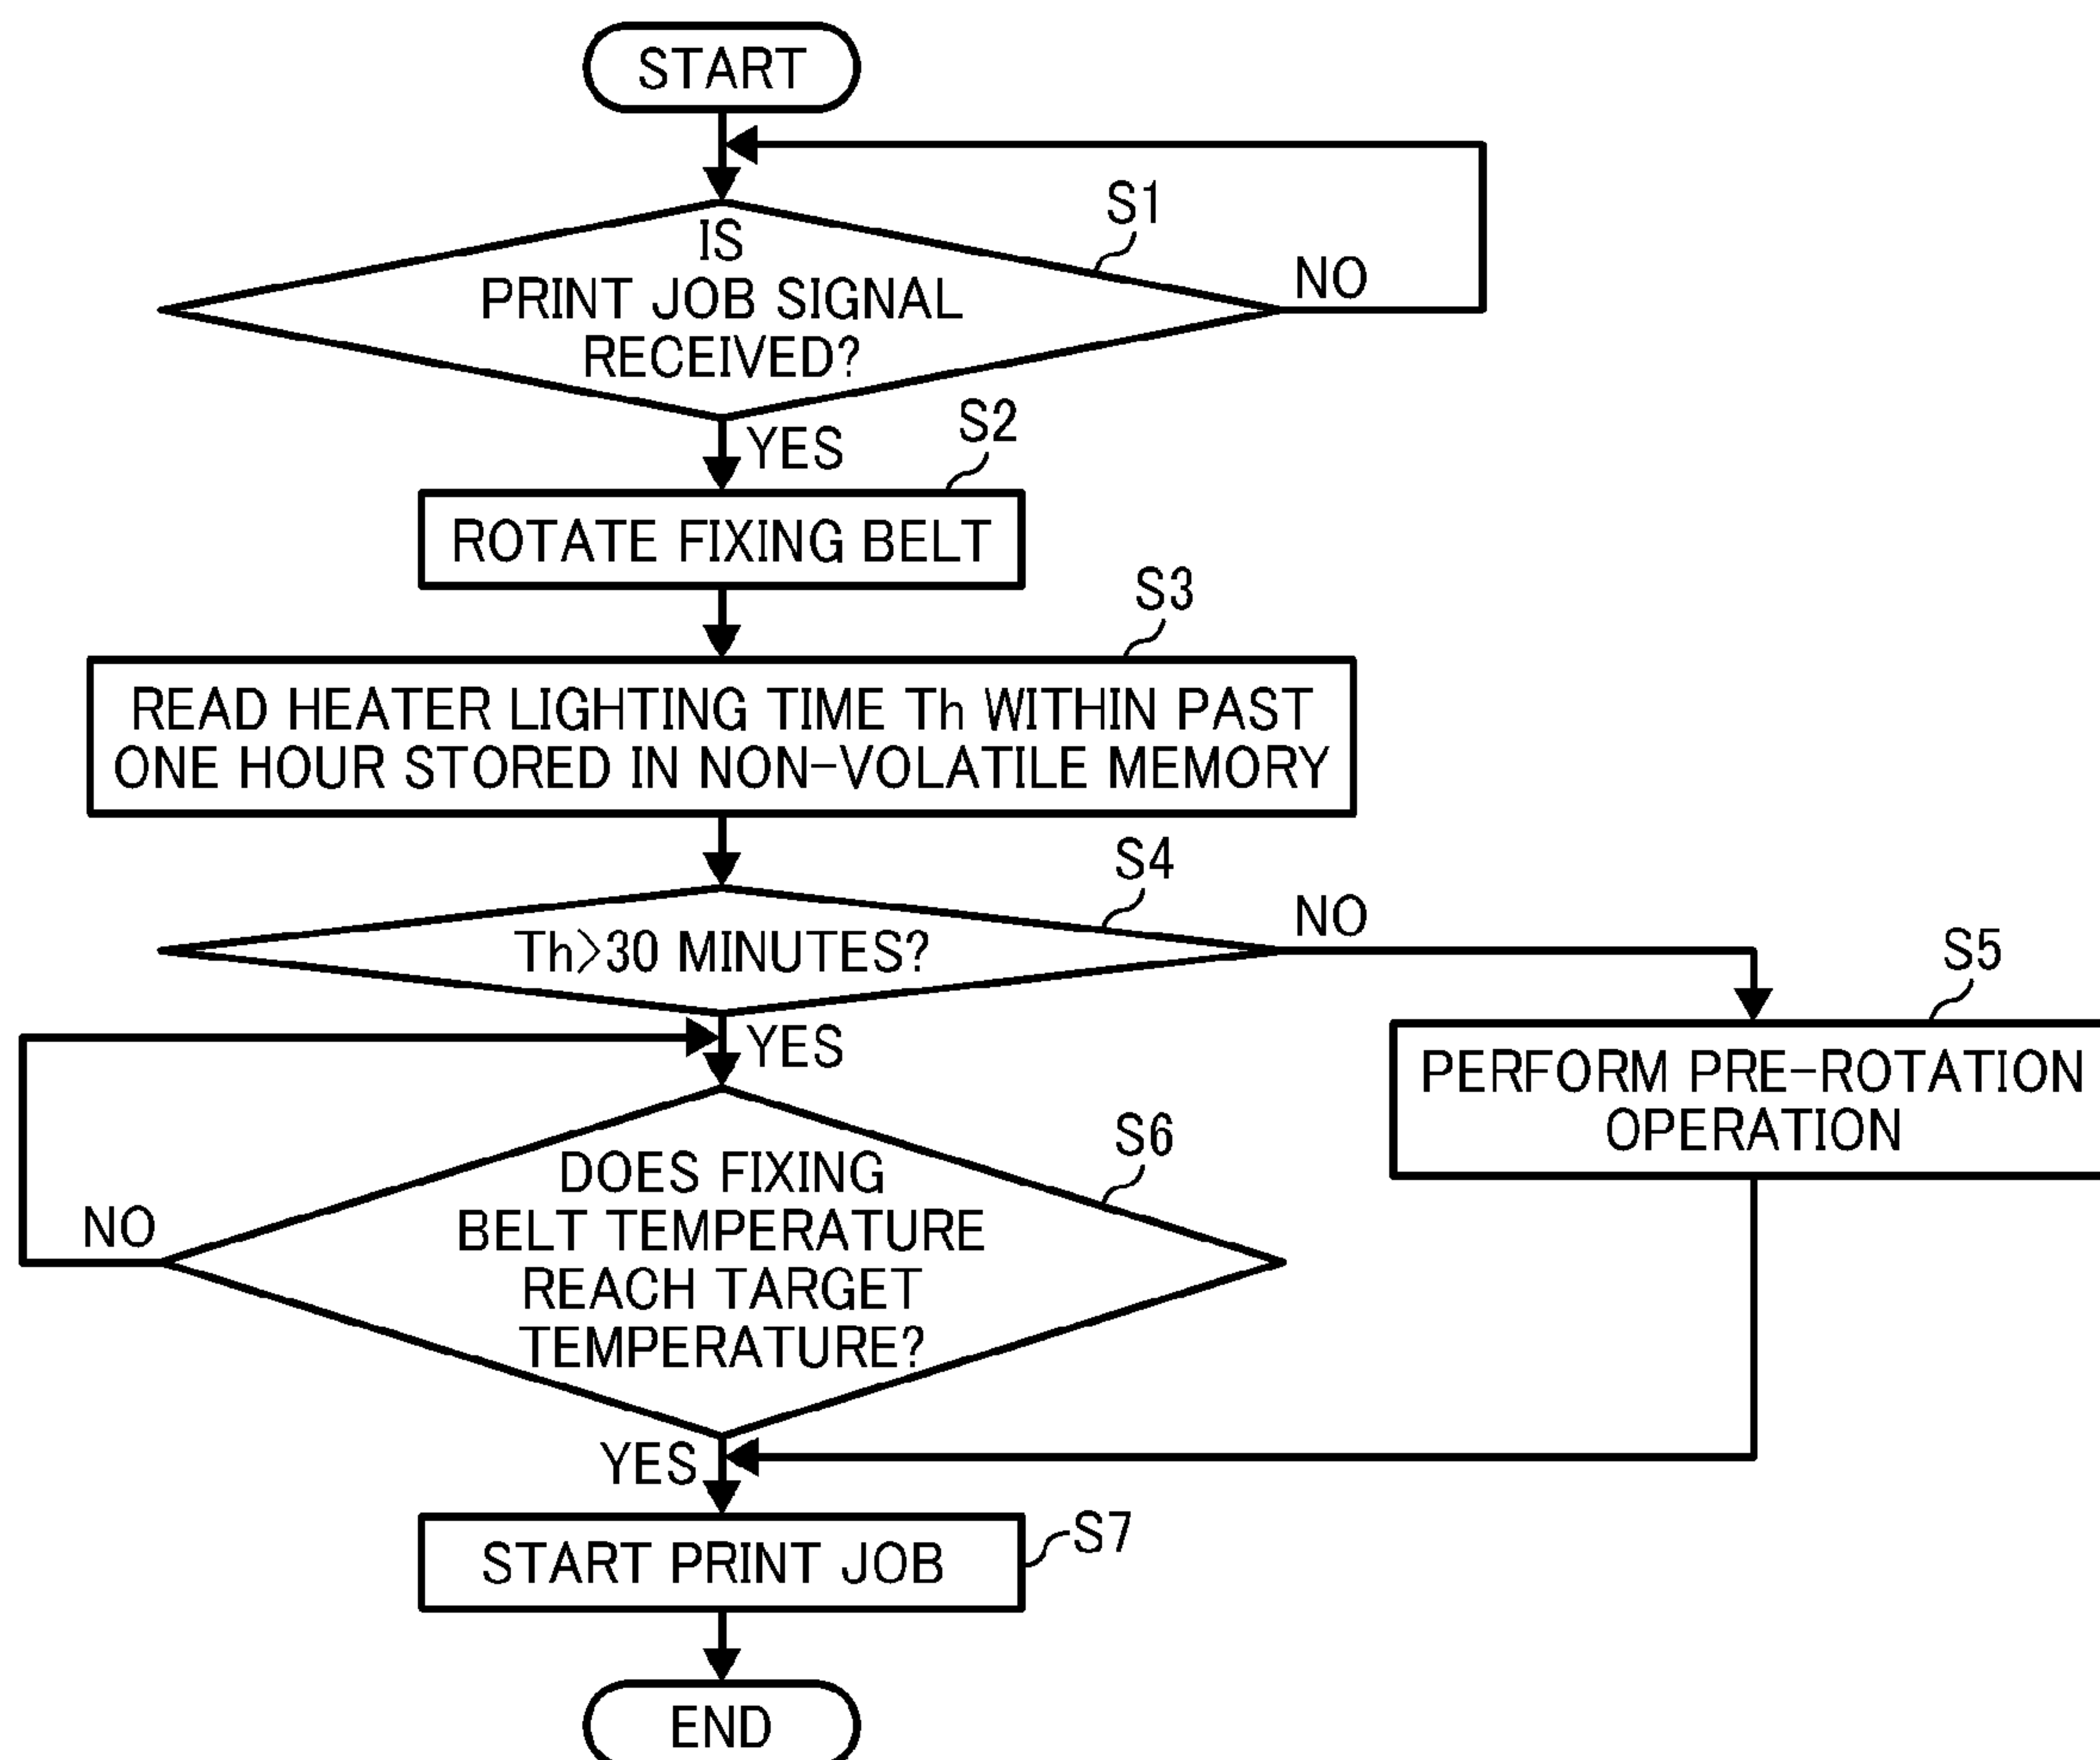 START
S1
IS
PRINT JOB SIGNAL
RECEIVED?
NO
YES
S2
ROTATE FIXING BELT
S3
READ HEATER LIGHTING TIME Th WITHIN PAST
ONE HOUR STORED IN NON-VOLATILE MEMORY
S4
Th>30 MINUTES?
NO
YES
S5
PERFORM PRE-ROTATION
OPERATION
S6
DOES FIXING
BELT TEMPERATURE
REACH TARGET
TEMPERATURE?
NO
YES
START PRINT JOB
S7
END